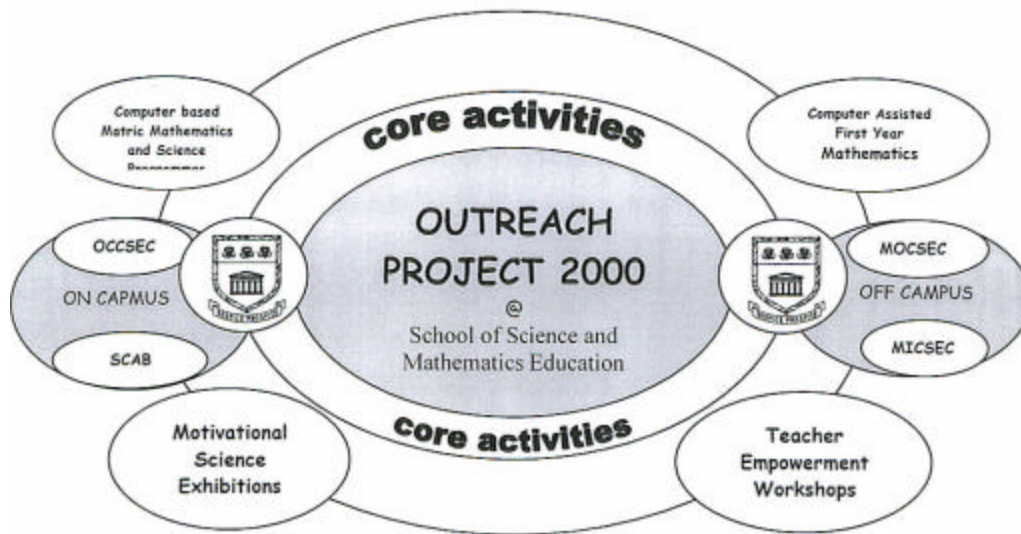 Computer based
Matric Mathematics
and Science
core activities
Computer Assisted
First Year
Mathematics
OUTREACH
PROJECT 2000
@
School of Science and
Mathematics Education
OCCSEC
ON CAPMUS
SCAB
MOCSEC
OFF CAMPUS
MICSEC
core activities
Motivational
Science
Exhibitions
Teacher
Empowerment
Workshops